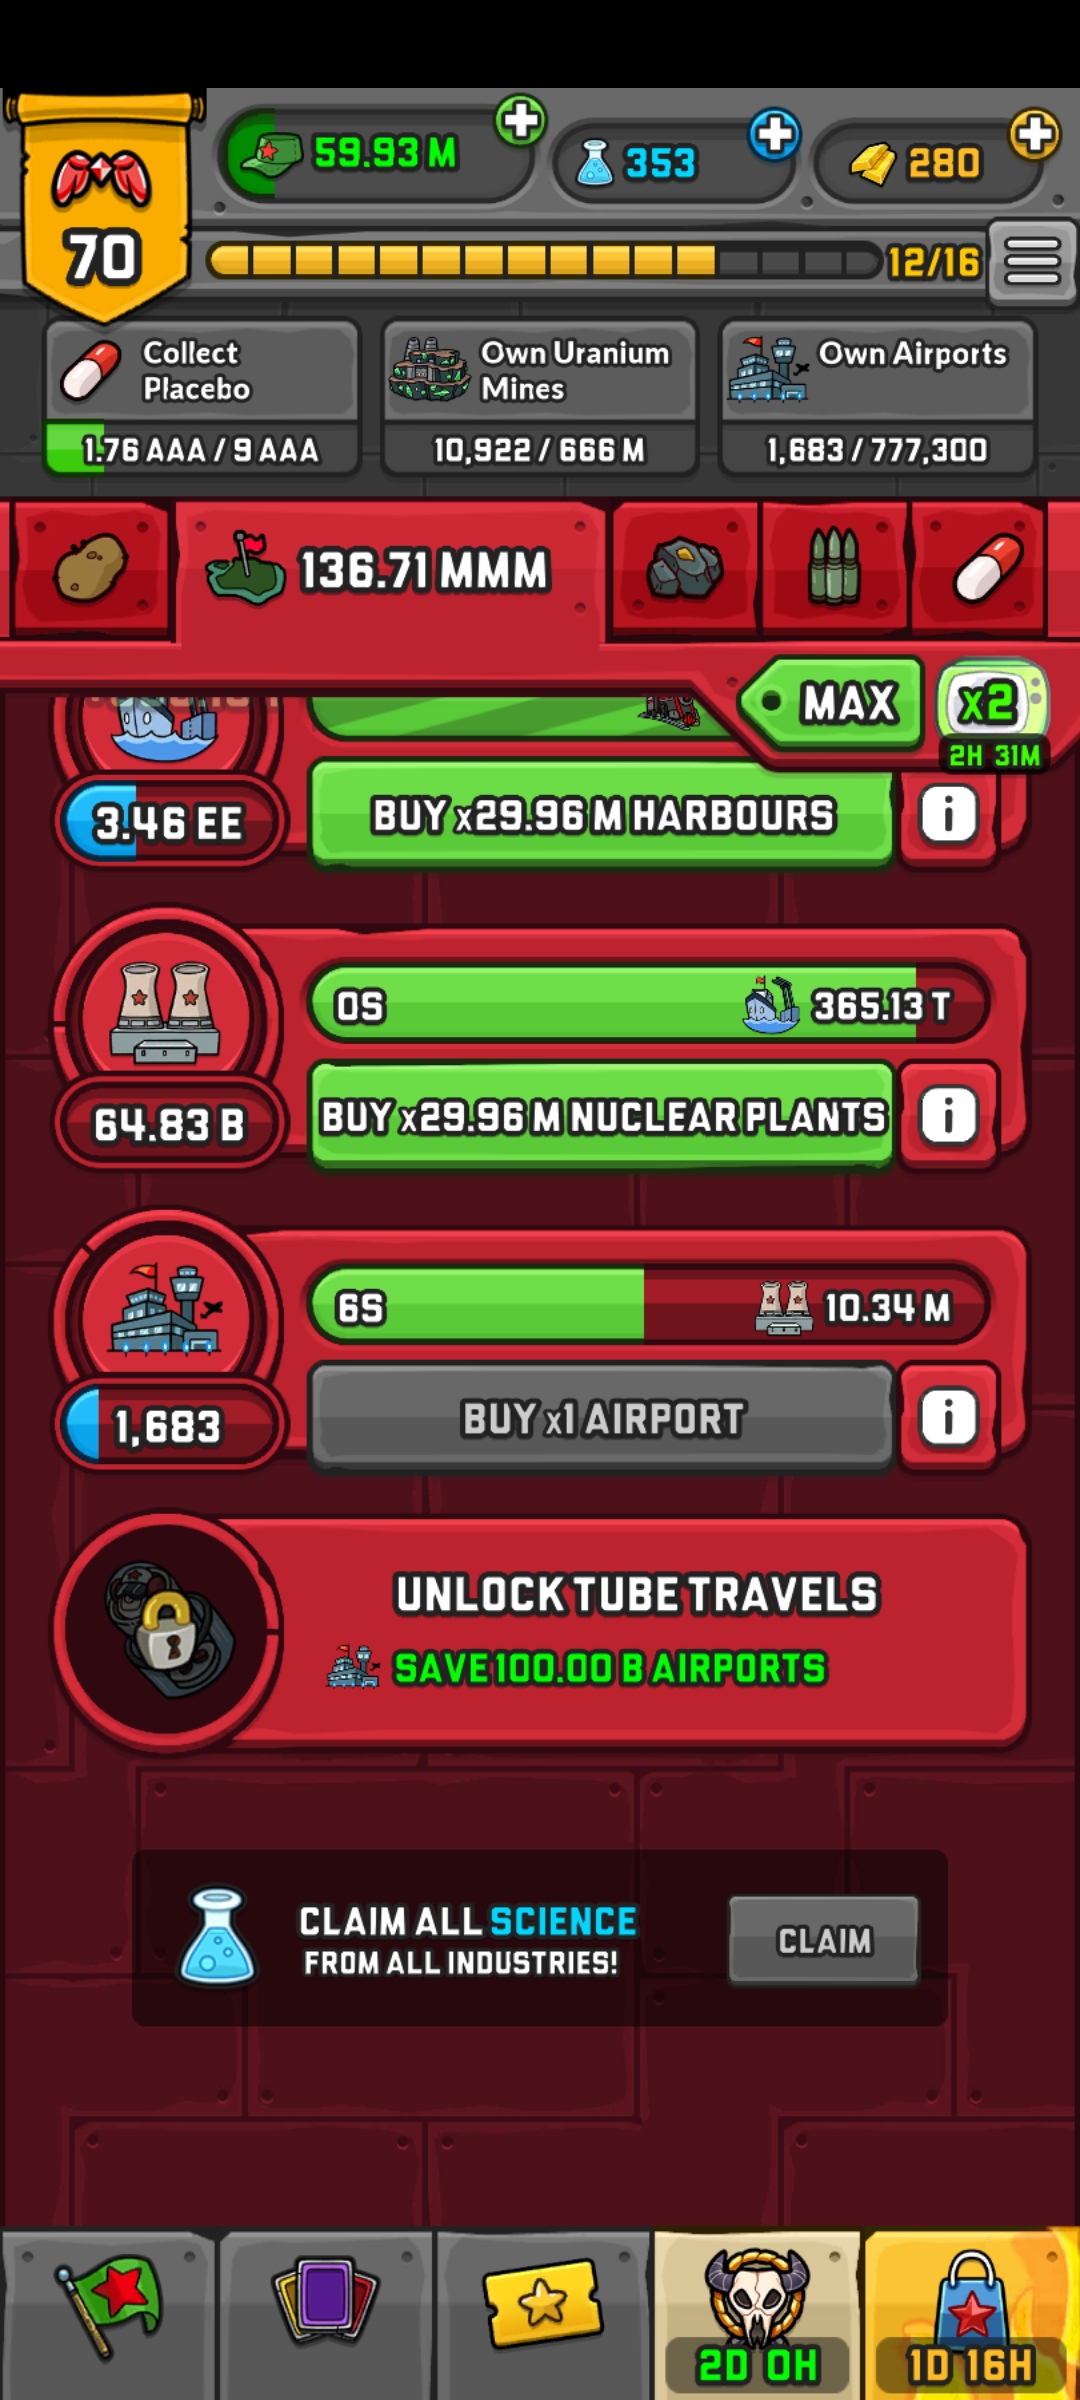 59.93 M
353
280
70
12/16
Collect
Placebo
Own Uranium
Mines
Own Airports
1.76 AAA / 9 AAA
10,922 / 666 M
1,683 / 777,300
136.71 MMM
MAX
x2
2H 31M
3.46 EE
BUY x29.96 M HARBOURS
i
0S
365.13 T
64.83 B
BUY x29.96 M NUCLEAR PLANTS
i
6S
10.34 M
1,683
BUY x1 AIRPORT
i
UNLOCK TUBE TRAVELS
SAVE 100.00 B AIRPORTS
CLAIM ALL SCIENCE
FROM ALL INDUSTRIES!
CLAIM
2D 0H
1D 16H